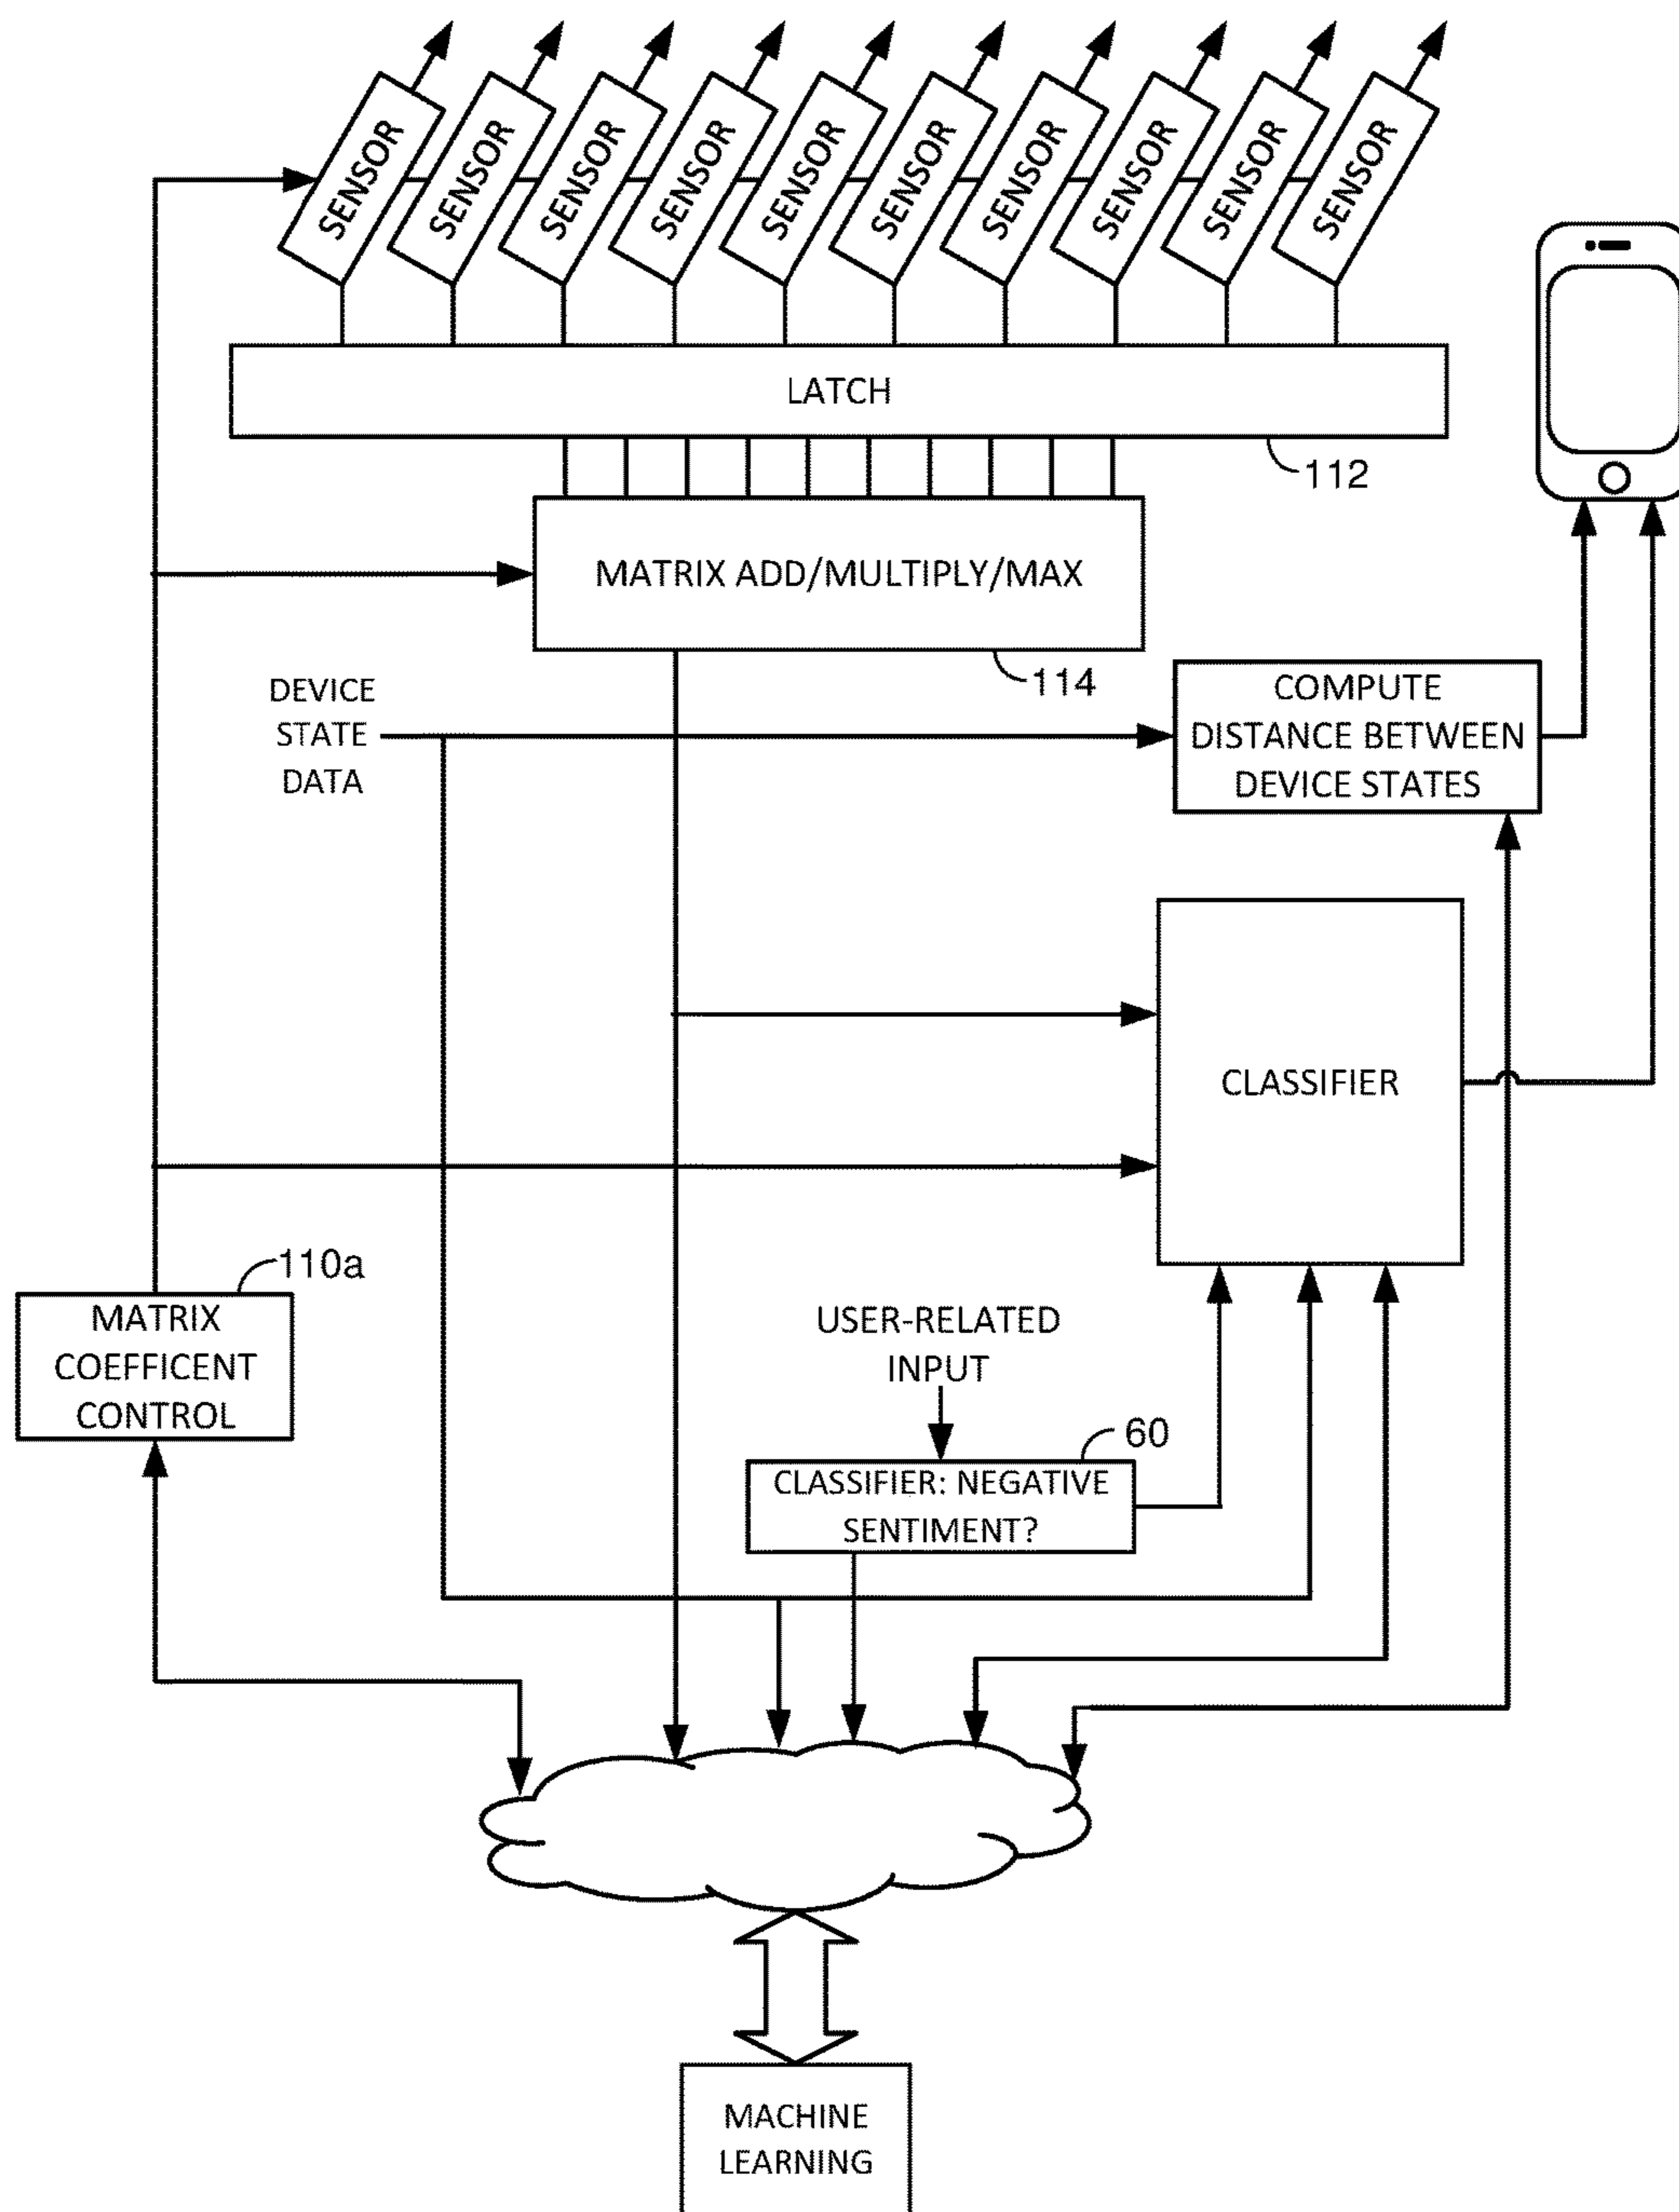 SENSOR
SENSOR
SENSOR
SENSOR
SENSOR
SENSOR
SENSOR
SENSOR
SENSOR
SENSOR
LATCH
112
MATRIX ADD/MULTIPLY/MAX
114
DEVICE
STATE
DATA
COMPUTE
DISTANCE BETWEEN
DEVICE STATES
CLASSIFIER
110a
MATRIX
COEFFICENT
CONTROL
USER-RELATED
INPUT
60
CLASSIFIER: NEGATIVE
SENTIMENT?
MACHINE
LEARNING